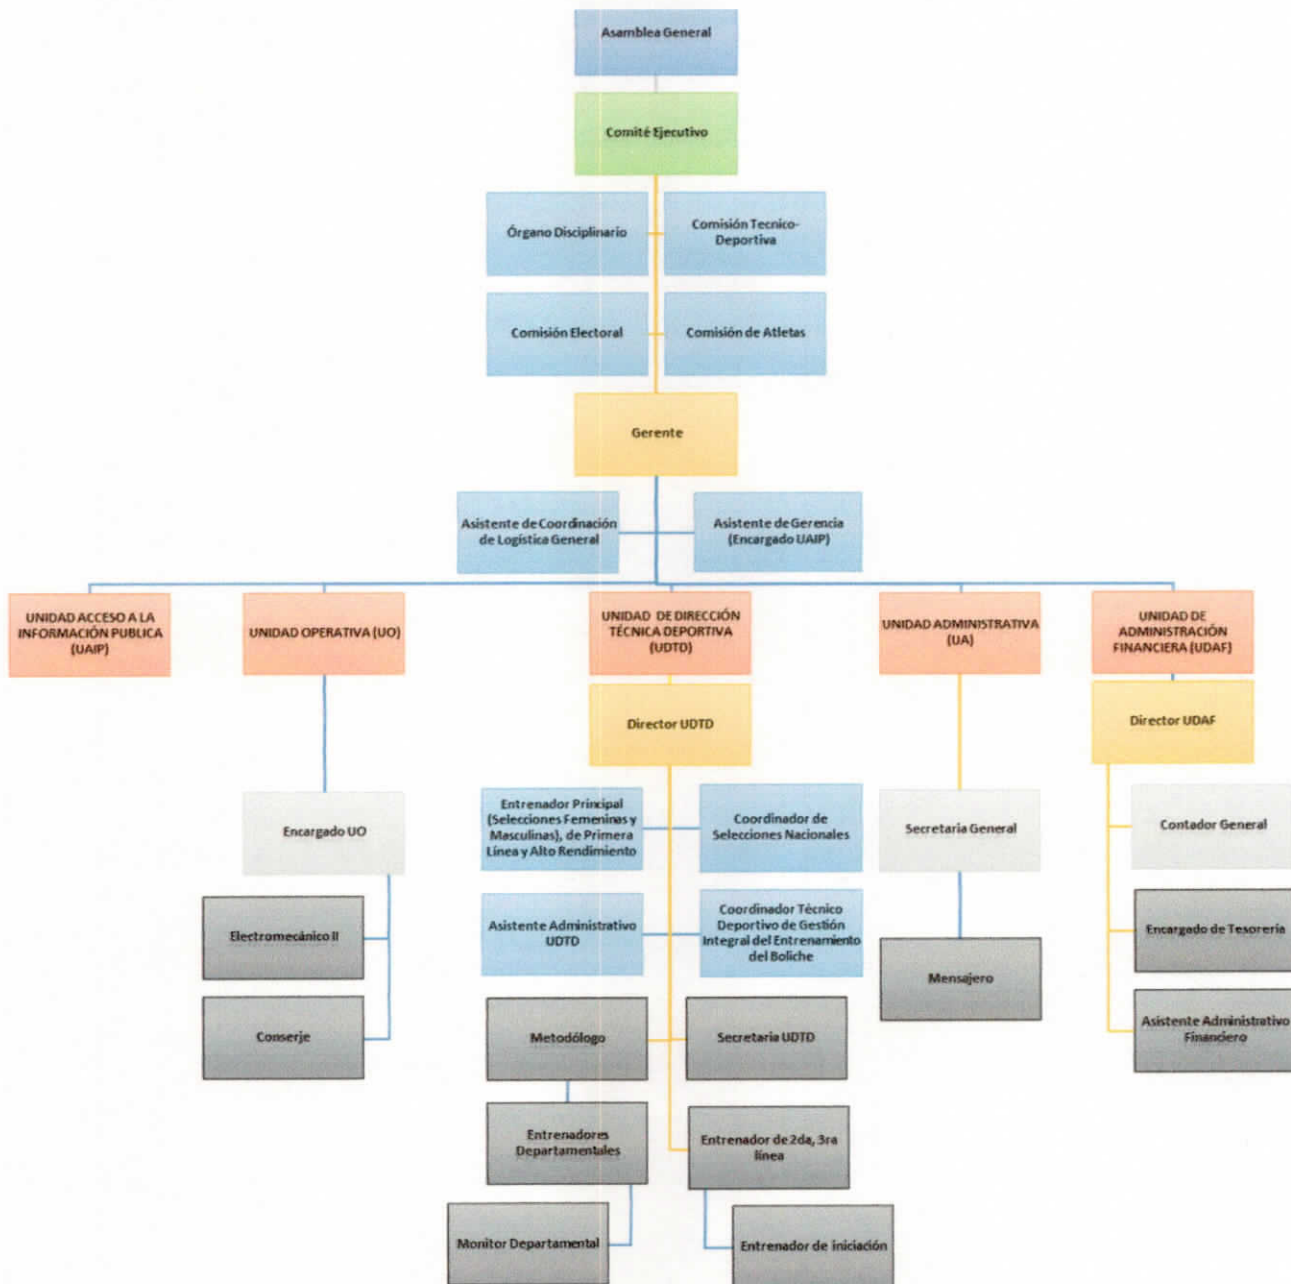 Asamblea General
Comité Ejecutivo
Órgano Disciplinario
Comisión Tecnico-
Deportiva
Comisión Electoral
Comisión de Atletas
Gerente
Asistente de Coordinación
de Logística General
Asistente de Gerencia
(Encargado UAIP)
UNIDAD ACCESO A LA
INFORMACIÓN PUBLICA
(UAIP)
UNIDAD OPERATIVA (UO)
UNIDAD DE DIRECCIÓN
TÉCNICA DEPORTIVA
(UDTD)
UNIDAD ADMINISTRATIVA
(UA)
UNIDAD DE
ADMINISTRACIÓN
FINANCIERA (UDAF)
Director UDTD
Director UDAF
Encargado UO
Entrenador Principal
(Selecciones Femeninas y
Masculinas), de Primera
Línea y Alto Rendimiento
Coordinador de
Selecciones Nacionales
Secretaria General
Contador General
Electromecánico II
Asistente Administrativo
UDTD
Coordinador Técnico
Deportivo de Gestión
Integral del Entrenamiento
del Boliche
Mensajero
Encargado de Tesorería
Conserje
Metodólogo
Secretaria UDTD
Asistente Administrativo
Financiero
Entrenadores
Departamentales
Entrenador de 2da, 3ra
línea
Monitor Departamental
Entrenador de iniciación